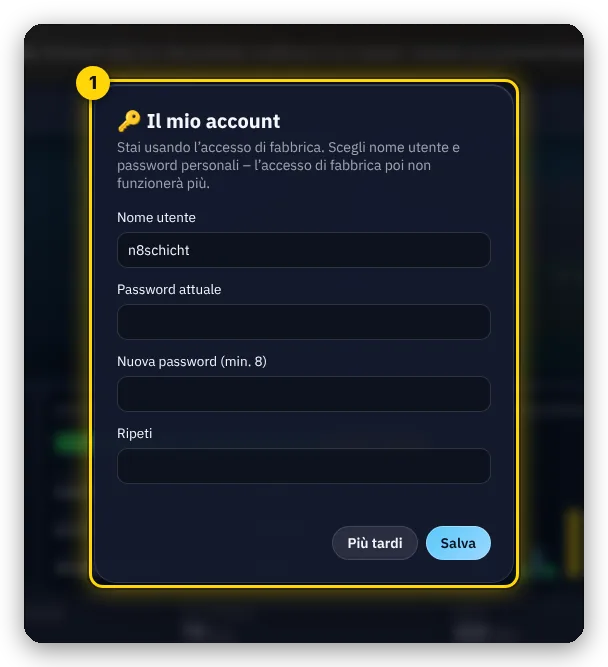 1
🔑 Il mio account
Stai usando l’accesso di fabbrica. Scegli nome utente e
password personali – l’accesso di fabbrica poi non
funzionerà più.
Nome utente
n8schicht
Password attuale
Nuova password (min. 8)
Ripeti
Più tardi
Salva